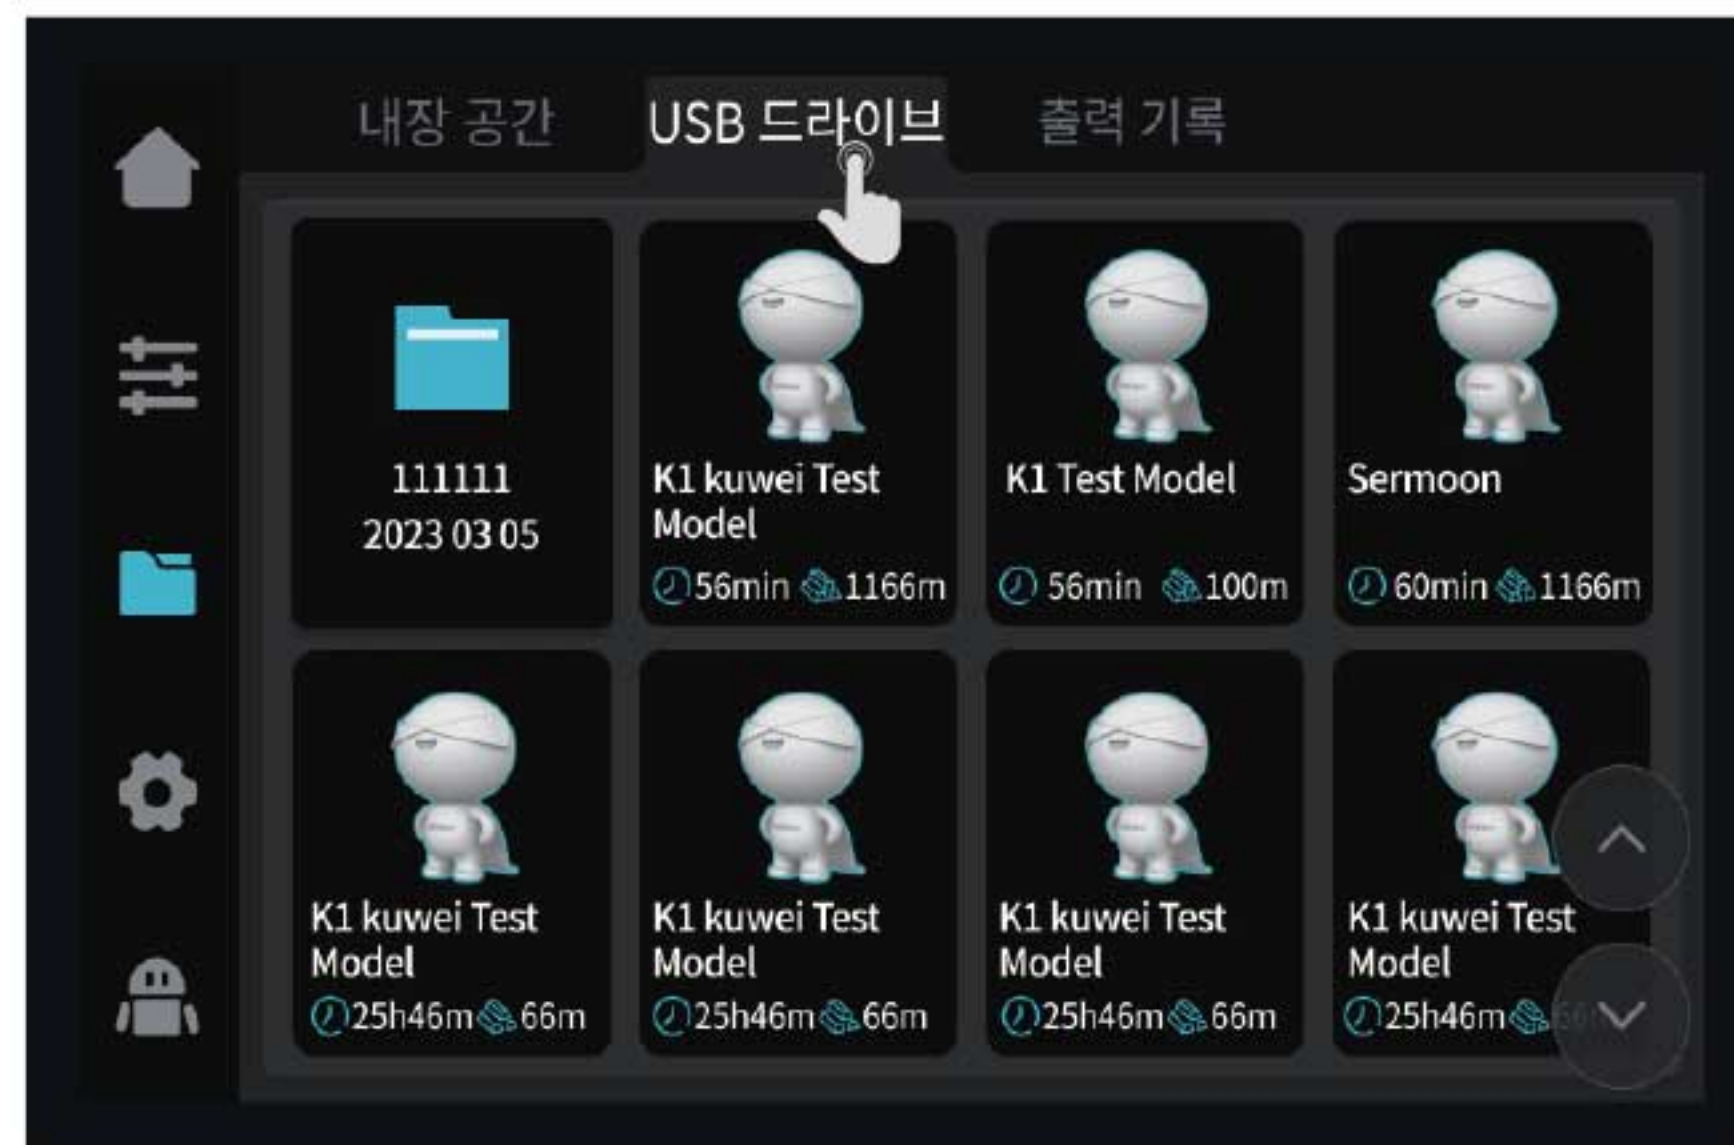 내장 공간
USB 드라이브
출력 기록
111111
2023 03 05
K1 kuwei Test
Model
56min 1166m
K1 Test Model
56min 100m
Sermoon
60min 1166m
K1 kuwei Test
Model
25h46m 66m
K1 kuwei Test
Model
25h46m 66m
K1 kuwei Test
Model
25h46m 66m
K1 kuwei Test
Model
25h46m